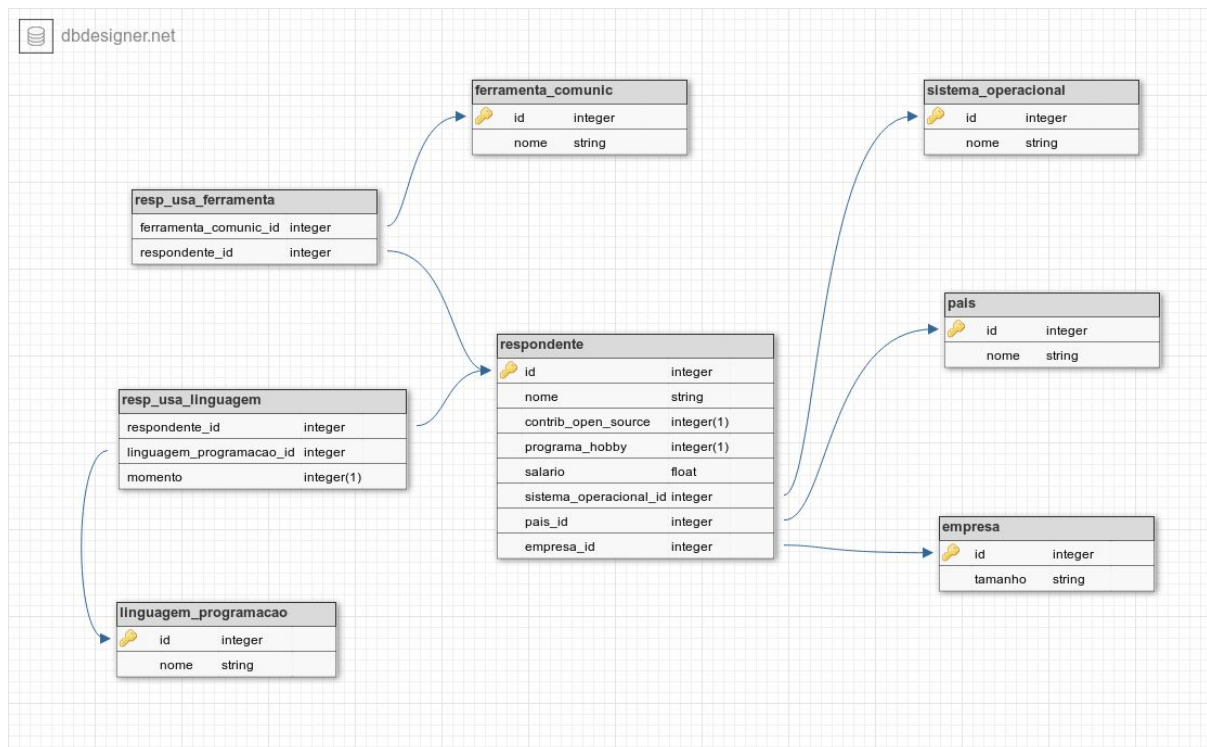 dbdesigner.net
ferramenta_comunic
id integer
nome string
sistema_operacional
id integer
nome string
resp_usa_ferramenta
ferramenta_comunic_id integer
respondente_id integer
pais
id integer
nome string
respondente
id integer
nome string
contrib_open_source integer(1)
programa_hobby integer(1)
salario float
sistema_operacional_id integer
pais_id integer
empresa_id integer
resp_usa_linguagem
respondente_id integer
linguagem_programacao_id integer
momento integer(1)
empresa
id integer
tamanho string
linguagem_programacao
id integer
nome string